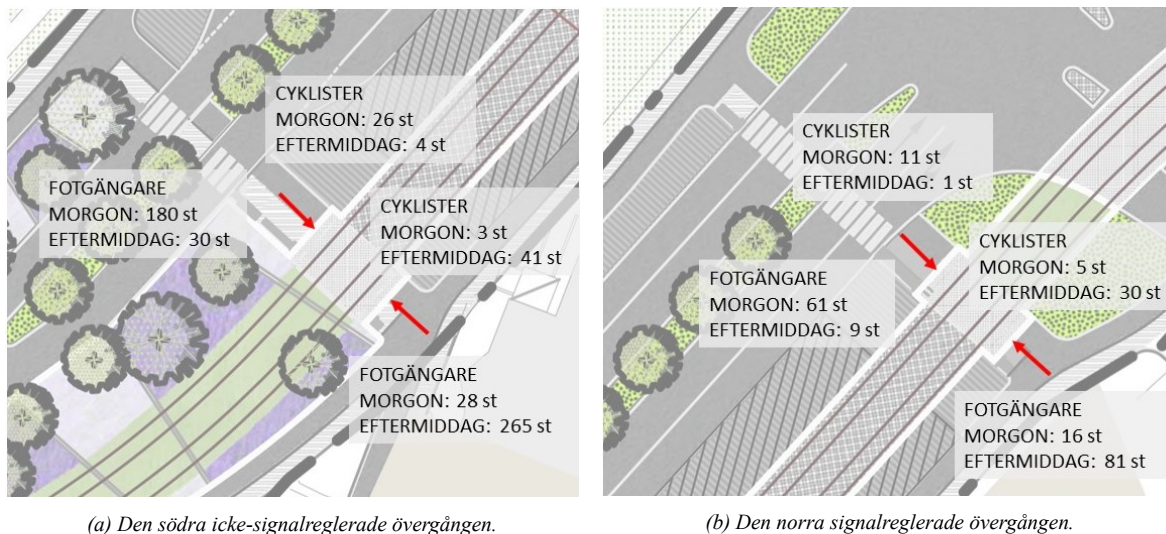 CYKLISTER
MORGON: 26 st
EFTERMIDDAG: 4 st
FOTGÄNGARE
MORGON: 180 st
EFTERMIDDAG: 30 st
CYKLISTER
MORGON: 3 st
EFTERMIDDAG: 41 st
FOTGÄNGARE
MORGON: 28 st
EFTERMIDDAG: 265 st
(a) Den södra icke-signalreglerade övergången.
CYKLISTER
MORGON: 11 st
EFTERMIDDAG: 1 st
FOTGÄNGARE
MORGON: 61 st
EFTERMIDDAG: 9 st
CYKLISTER
MORGON: 5 st
EFTERMIDDAG: 30 st
FOTGÄNGARE
MORGON: 16 st
EFTERMIDDAG: 81 st
(b) Den norra signalreglerade övergången.